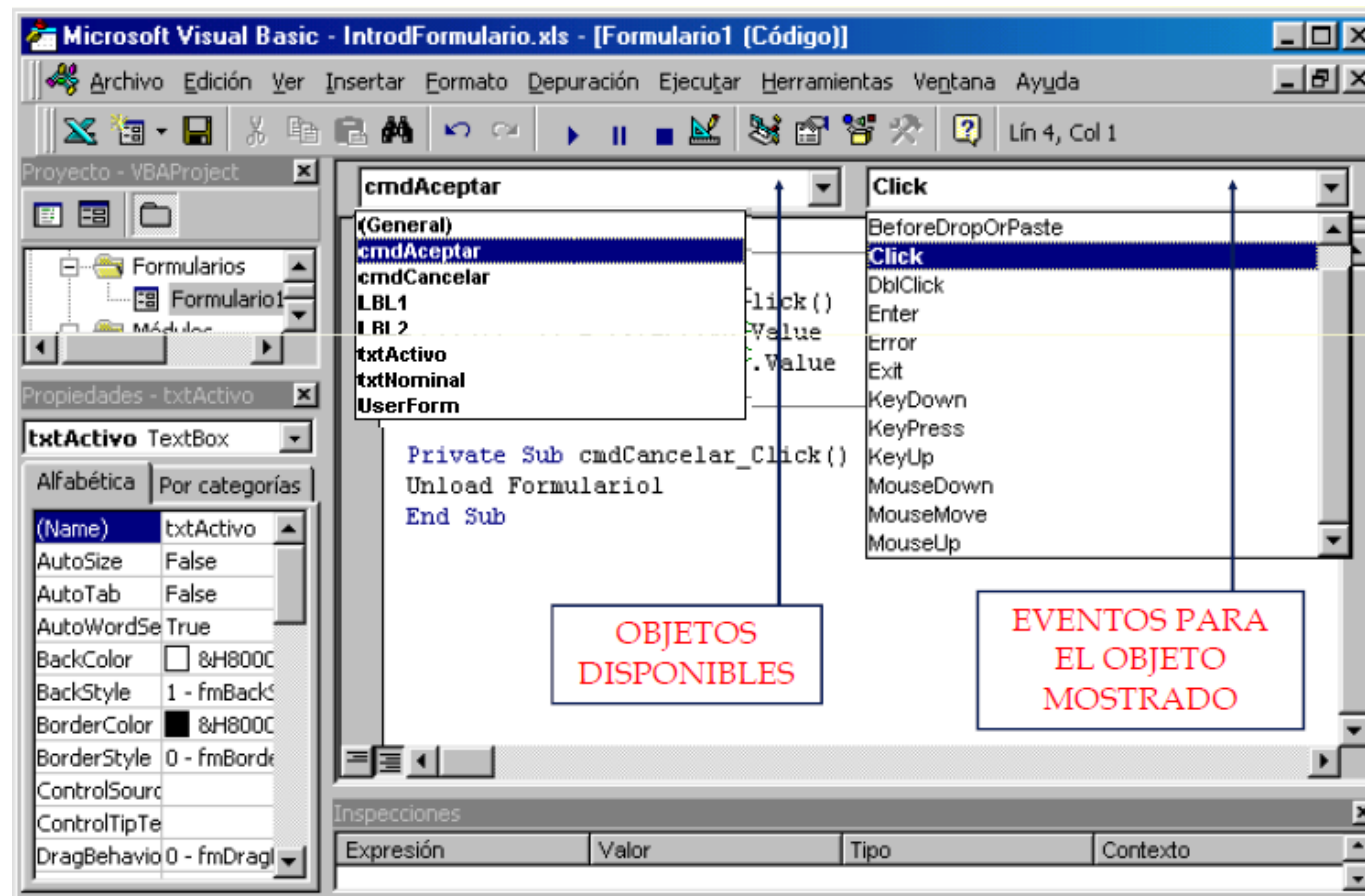 Microsoft Visual Basic - IntrodFormulario.xls - [Formulario1 (Código)]
Archivo Edición Ver Insertar Formato Depuración Ejecutar Herramientas Ventana Ayuda
Lín 4, Col 1
Proyecto - VBAProject
Formularios
Formulario1
Módulos
Propiedades - txtActivo
txtActivo TextBox
Alfabética Por categorías
(Name) txtActivo
AutoSize False
AutoTab False
AutoWordSe True
BackColor &H800C
BackStyle 1 - fmBackS
BorderColor &H800C
BorderStyle 0 - fmBorde
ControlSourc
ControlTipTe
DragBehavio 0 - fmDragl
cmdAceptar
(General)
cmdAceptar
cmdCancelar
LBL1
LBL2
txtActivo
txtNominal
UserForm
lick()
Value
.Value
Private Sub cmdCancelar_Click()
Unload Formulario1
End Sub
Click
BeforeDropOrPaste
Click
DblClick
Enter
Error
Exit
KeyDown
KeyPress
KeyUp
MouseDown
MouseMove
MouseUp
OBJETOS
DISPONIBLES
EVENTOS PARA
EL OBJETO
MOSTRADO
Inspecciones
Expresión Valor Tipo Contexto